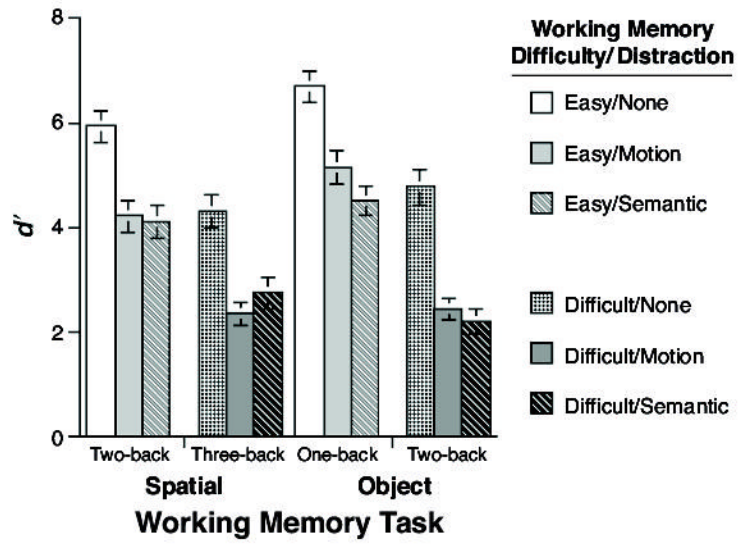 8
6
4
2
0
d′
Two-back Three-back One-back Two-back
Spatial Object
Working Memory Task
Working Memory
Difficulty/Distraction
Easy/None
Easy/Motion
Easy/Semantic
Difficult/None
Difficult/Motion
Difficult/Semantic